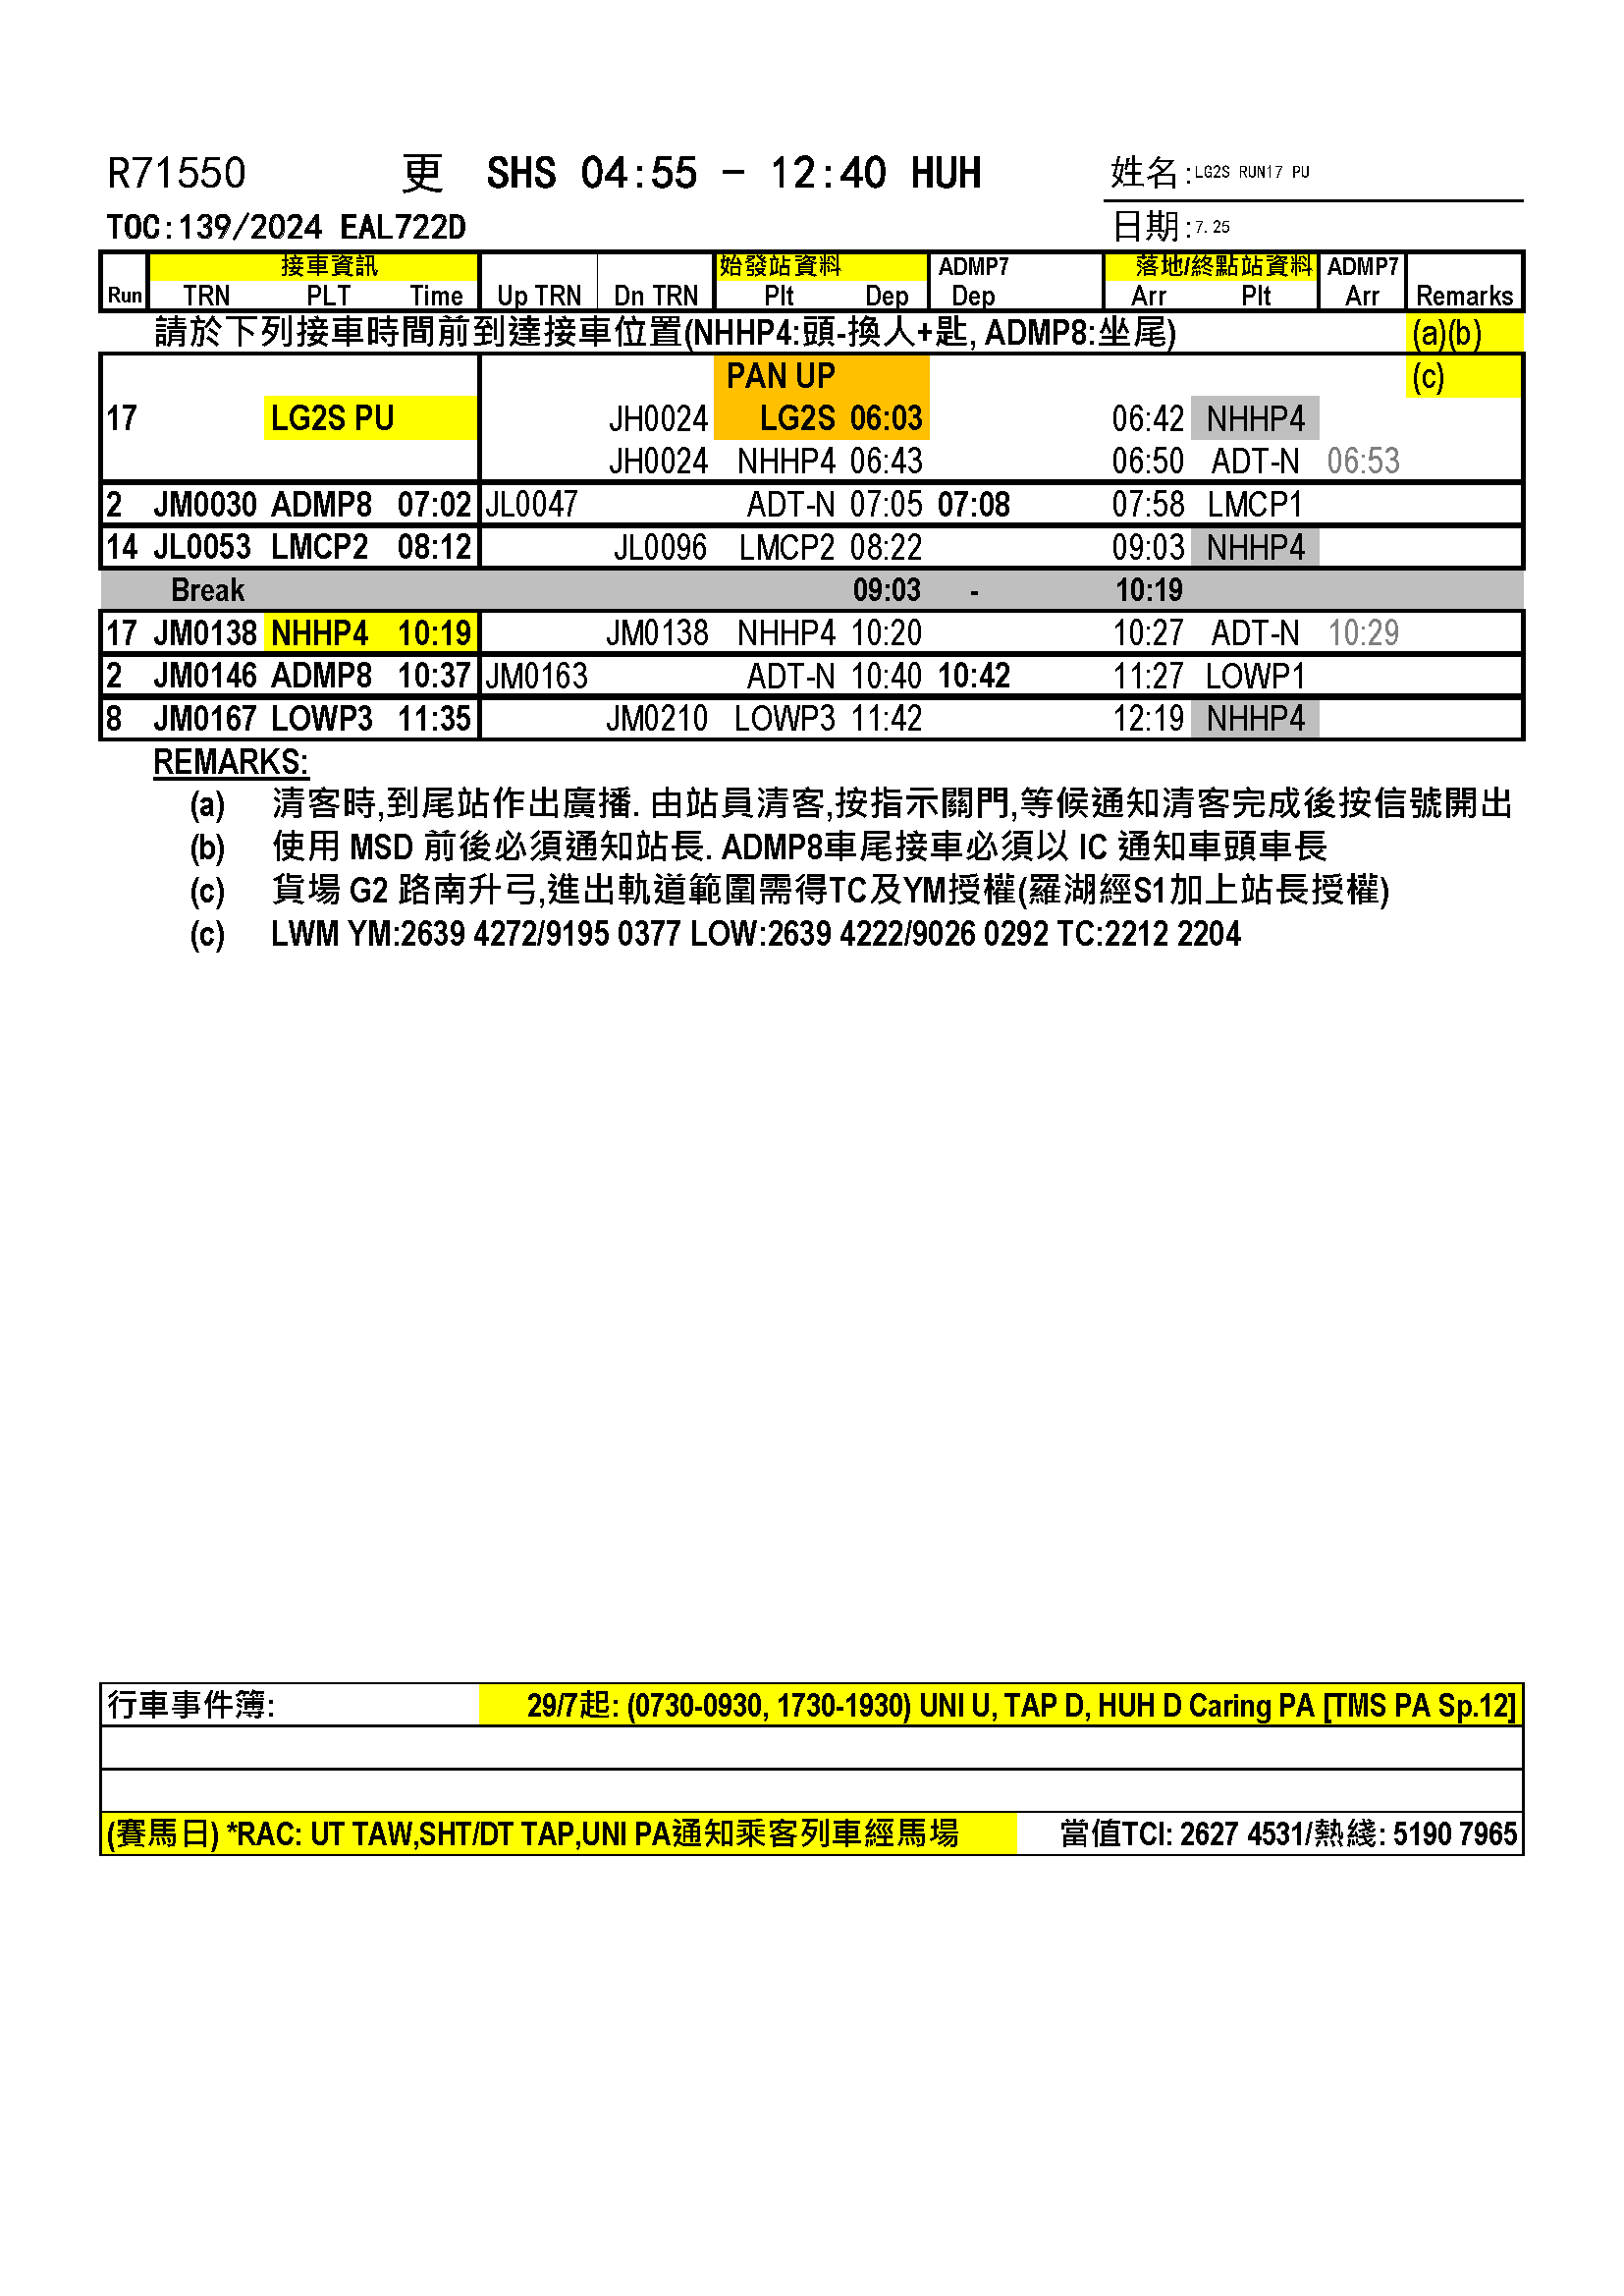 R71550 更 SHS 04:55 - 12:40 HUH 姓名:LG2S RUN17 PU
TOC:139/2024 EAL722D 日期:7.25
接車資訊 始發站資料 ADMP7 落地/終點站資料 ADMP7
Run TRN PLT Time Up TRN Dn TRN Plt Dep Dep Arr Plt Arr Remarks
請於下列接車時間前到達接車位置(NHHP4:頭-換人+匙, ADMP8:坐尾) (a)(b)
PAN UP (c)
17 LG2S PU JH0024 LG2S 06:03 06:42 NHHP4
JH0024 NHHP4 06:43 06:50 ADT-N 06:53
2 JM0030 ADMP8 07:02 JL0047 ADT-N 07:05 07:08 07:58 LMCP1
14 JL0053 LMCP2 08:12 JL0096 LMCP2 08:22 09:03 NHHP4
Break 09:03 - 10:19
17 JM0138 NHHP4 10:19 JM0138 NHHP4 10:20 10:27 ADT-N 10:29
2 JM0146 ADMP8 10:37 JM0163 ADT-N 10:40 10:42 11:27 LOWP1
8 JM0167 LOWP3 11:35 JM0210 LOWP3 11:42 12:19 NHHP4
REMARKS:
(a) 清客時,到尾站作出廣播. 由站員清客,按指示關門,等候通知清客完成後按信號開出
(b) 使用 MSD 前後必須通知站長. ADMP8車尾接車必須以 IC 通知車頭車長
(c) 貨場 G2 路南升弓,進出軌道範圍需得TC及YM授權(羅湖經S1加上站長授權)
(c) LWM YM:2639 4272/9195 0377 LOW:2639 4222/9026 0292 TC:2212 2204
行車事件簿: 29/7起: (0730-0930, 1730-1930) UNI U, TAP D, HUH D Caring PA [TMS PA Sp.12]
(賽馬日) *RAC: UT TAW,SHT/DT TAP,UNI PA通知乘客列車經馬場 當值TCI: 2627 4531/熱綫: 5190 7965